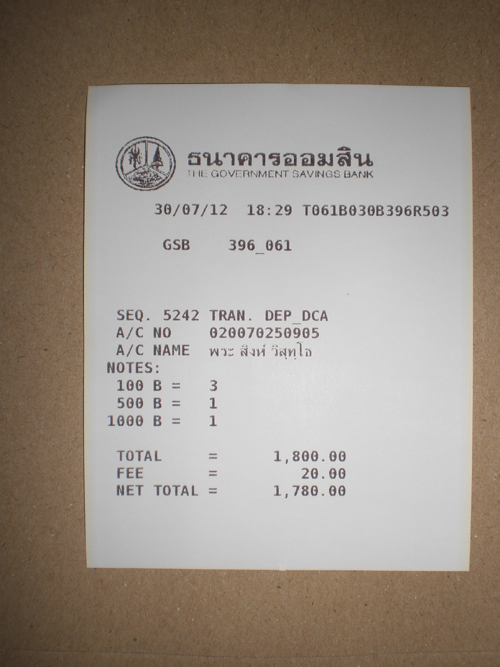 ธนาคารออมสิน
THE GOVERNMENT SAVINGS BANK
30/07/12 18:29 T061B030B396R503
GSB 396_061
SEQ. 5242 TRAN. DEP_DCA
A/C NO 020070250905
A/C NAME พระ สิงห์ วิสุทฺโธ
NOTES:
100 B = 3
500 B = 1
1000 B = 1
TOTAL = 1,800.00
FEE = 20.00
NET TOTAL = 1,780.00